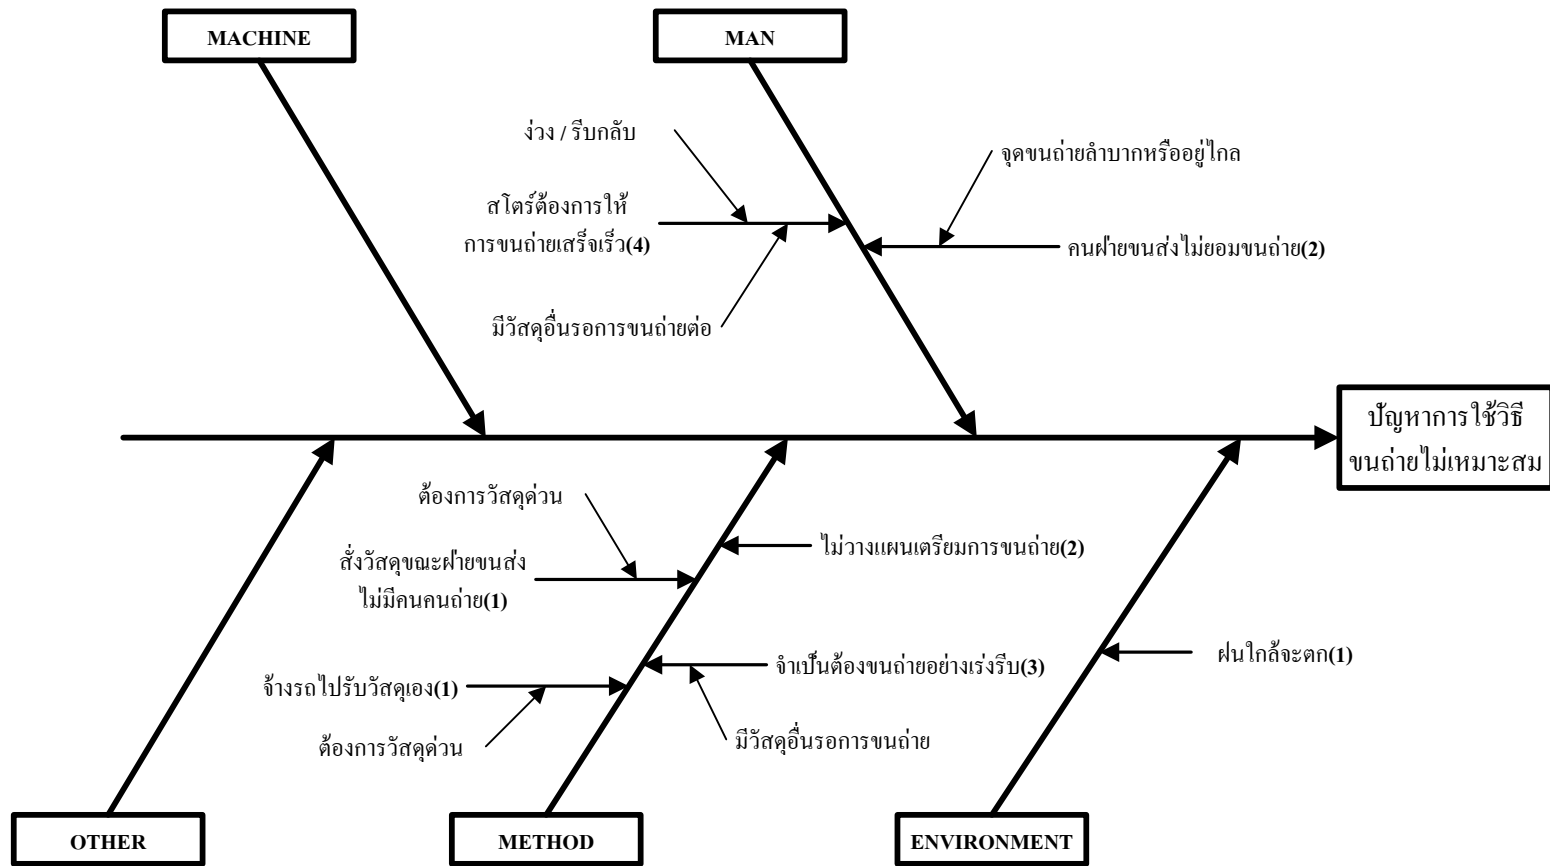 MACHINE
MAN
ง่วง / รีบกลับ
จุดขนถ่ายลำบากหรืออยู่ไกล
สโตร์ต้องการให้
การขนถ่ายเสร็จเร็ว(4)
คนฝ่ายขนส่งไม่ยอมขนถ่าย(2)
มีวัสดุอื่นรอการขนถ่ายต่อ
ปัญหาการใช้วิธี
ขนถ่ายไม่เหมาะสม
ต้องการวัสดุด่วน
ไม่วางแผนเตรียมการขนถ่าย(2)
สั่งวัสดุขณะฝ่ายขนส่ง
ไม่มีคนคนถ่าย(1)
ฝนใกล้จะตก(1)
จำเป็นต้องขนถ่ายอย่างเร่งรีบ(3)
จ้างรถไปรับวัสดุเอง(1)
มีวัสดุอื่นรอการขนถ่าย
ต้องการวัสดุด่วน
OTHER
METHOD
ENVIRONMENT